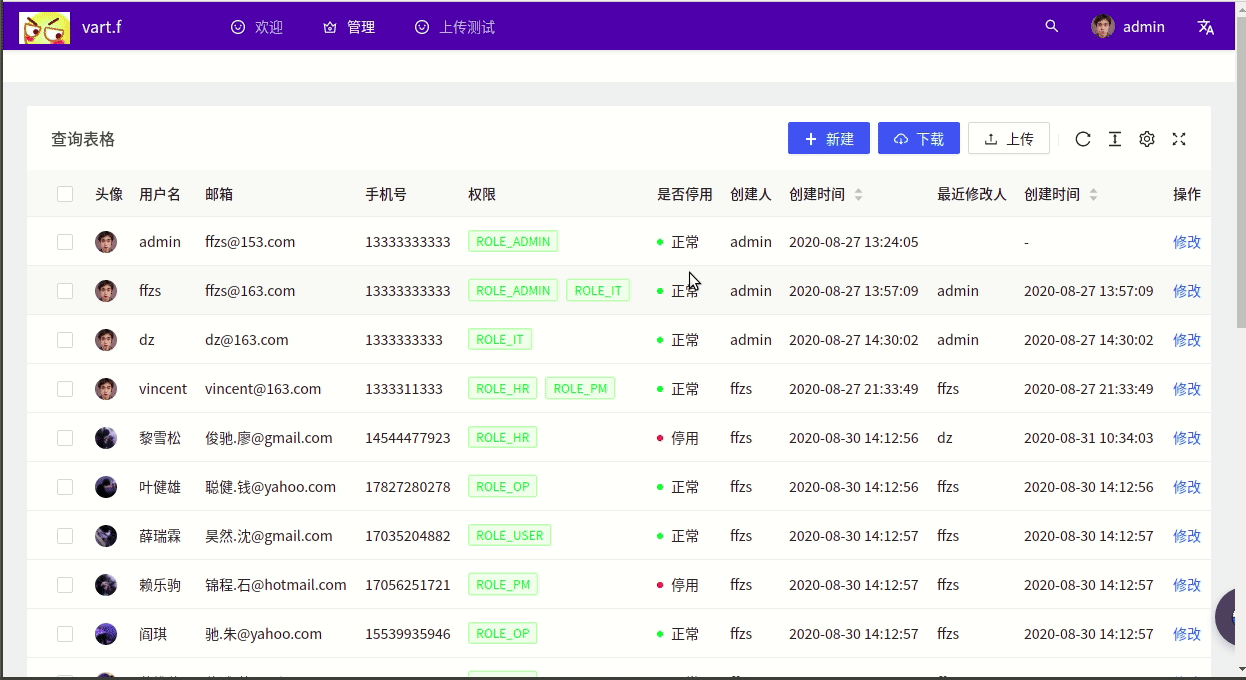 vart.f 欢迎 管理 上传测试 admin
查询表格 新建 下载 上传
头像 用户名 邮箱 手机号 权限 是否停用 创建人 创建时间 最近修改人 创建时间 操作
admin ffzs@153.com 13333333333 ROLE_ADMIN 正常 admin 2020-08-27 13:24:05 - 修改
ffzs ffzs@163.com 13333333333 ROLE_ADMIN ROLE_IT 正常 admin 2020-08-27 13:57:09 admin 2020-08-27 13:57:09 修改
dz dz@163.com 1333333333 ROLE_IT 正常 admin 2020-08-27 14:30:02 admin 2020-08-27 14:30:02 修改
vincent vincent@163.com 1333311333 ROLE_HR ROLE_PM 正常 ffzs 2020-08-27 21:33:49 ffzs 2020-08-27 21:33:49 修改
黎雪松 俊驰.廖@gmail.com 14544477923 ROLE_HR 停用 ffzs 2020-08-30 14:12:56 dz 2020-08-31 10:34:03 修改
叶健雄 聪健.钱@yahoo.com 17827280278 ROLE_OP 正常 ffzs 2020-08-30 14:12:56 ffzs 2020-08-30 14:12:56 修改
薛瑞霖 昊然.沈@gmail.com 17035204882 ROLE_USER 正常 ffzs 2020-08-30 14:12:57 ffzs 2020-08-30 14:12:57 修改
赖乐驹 锦程.石@hotmail.com 17056251721 ROLE_PM 停用 ffzs 2020-08-30 14:12:57 ffzs 2020-08-30 14:12:57 修改
阎琪 驰.朱@yahoo.com 15539935946 ROLE_OP 正常 ffzs 2020-08-30 14:12:57 ffzs 2020-08-30 14:12:57 修改